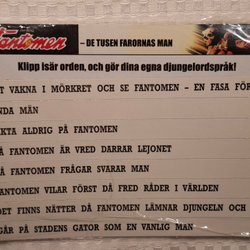 Fantomen – DE TUSEN FARORNAS MAN
Klipp isär orden, och gör dina egna djungelordspråk!
T VAKNA I MÖRKRET OCH SE FANTOMEN – EN FASA FÖR
NDA MÄN
KTA ALDRIG PÅ FANTOMEN
Å FANTOMEN ÄR VRED DARRAR LEJONET
Å FANTOMEN FRÅGAR SVARAR MAN
FANTOMEN VILAR FÖRST DÅ FRED RÅDER I VÄRLDEN
DET FINNS NÄTTER DÅ FANTOMEN LÄMNAR DJUNGELN OCH
GÅR PÅ STADENS GATOR SOM EN VANLIG MAN